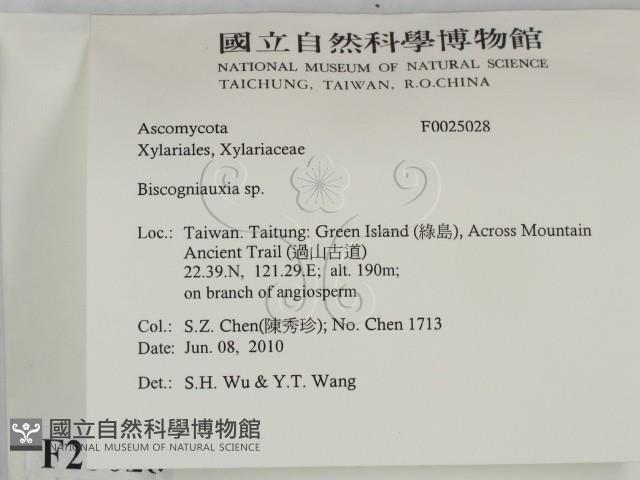 國立自然科學博物館
NATIONAL MUSEUM OF NATURAL SCIENCE
TAICHUNG, TAIWAN, R.O.CHINA
Ascomycota F0025028
Xylariales, Xylariaceae
Biscogniauxia sp.
Loc.: Taiwan. Taitung: Green Island (綠島), Across Mountain
Ancient Trail (過山古道)
22.39.N, 121.29.E; alt. 190m;
on branch of angiosperm
Col.: S.Z. Chen(陳秀珍); No. Chen 1713
Date: Jun. 08, 2010
Det.: S.H. Wu & Y.T. Wang
國立自然科學博物館
NATIONAL MUSEUM OF NATURAL SCIENCE